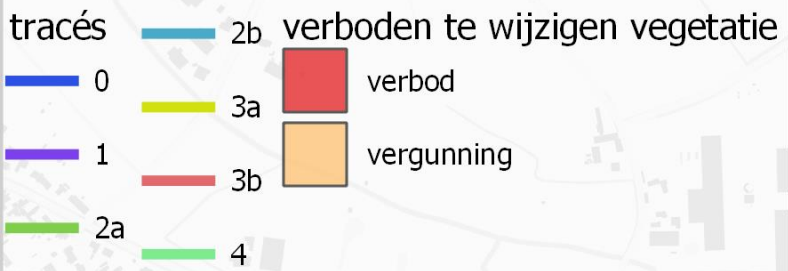 tracés
0
1
2a
2b
3a
3b
4
verboden te wijzigen vegetatie
verbod
vergunning